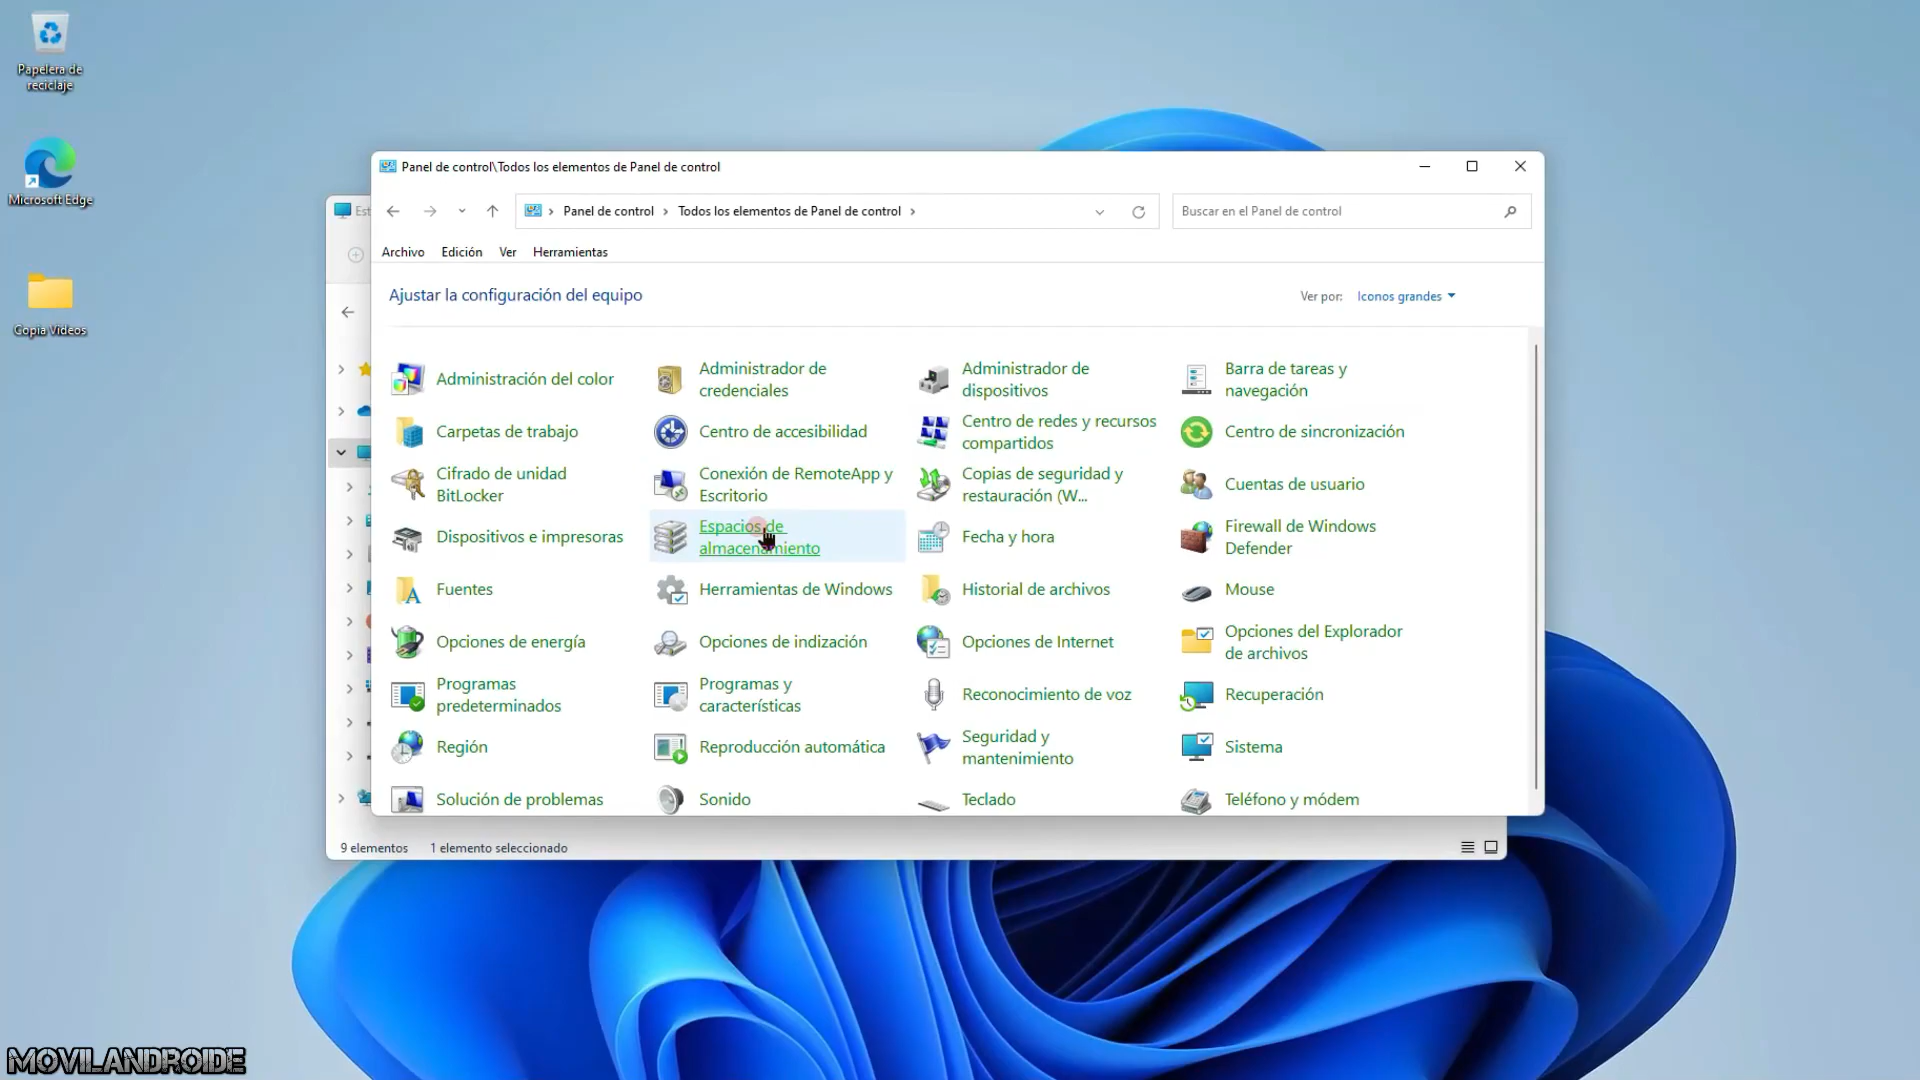 Papelera de
reciclaje
Microsoft Edge
Copia Videos
Panel de control\Todos los elementos de Panel de control
Est
Panel de control
Todos los elementos de Panel de control
Buscar en el Panel de control
Archivo
Edición
Ver
Herramientas
Ajustar la configuración del equipo
Ver por:
Iconos grandes
Administración del color
Administrador de
credenciales
Administrador de
dispositivos
Barra de tareas y
navegación
Carpetas de trabajo
Centro de accesibilidad
Centro de redes y recursos
compartidos
Centro de sincronización
Cifrado de unidad
BitLocker
Conexión de RemoteApp y
Escritorio
Copias de seguridad y
restauración (W...
Cuentas de usuario
Dispositivos e impresoras
Espacios de
almacenamiento
Fecha y hora
Firewall de Windows
Defender
Fuentes
Herramientas de Windows
Historial de archivos
Mouse
Opciones de energía
Opciones de indización
Opciones de Internet
Opciones del Explorador
de archivos
Programas
predeterminados
Programas y
características
Reconocimiento de voz
Recuperación
Región
Reproducción automática
Seguridad y
mantenimiento
Sistema
Solución de problemas
Sonido
Teclado
Teléfono y módem
9 elementos
1 elemento seleccionado
MOVILANDROIDE